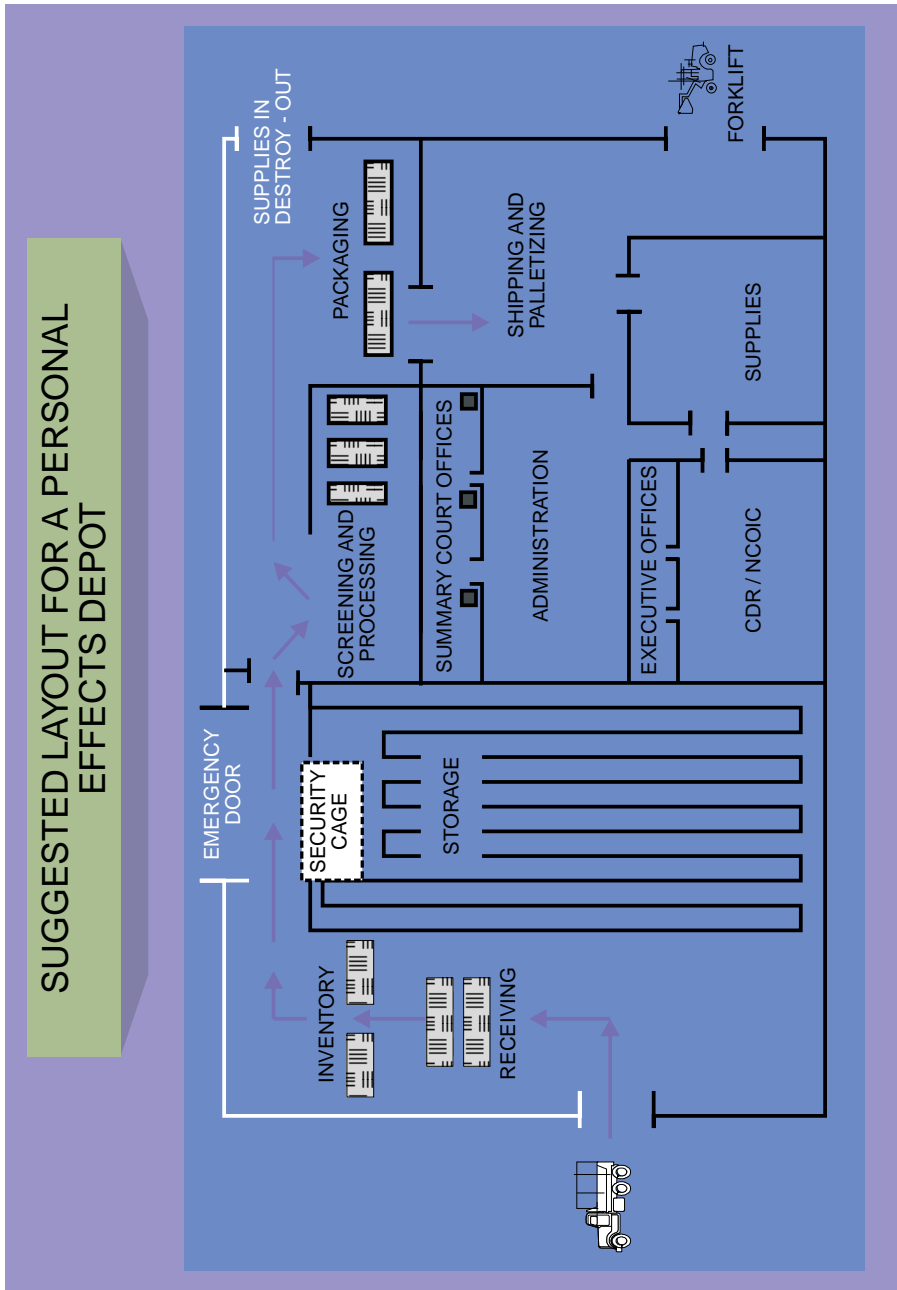 SUGGESTED LAYOUT FOR A PERSONAL
EFFECTS DEPOT
EMERGENCY
DOOR
SUPPLIES IN
DESTROY - OUT
INVENTORY
SECURITY
CAGE
SCREENING AND
PROCESSING
PACKAGING
RECEIVING
STORAGE
SUMMARY COURT OFFICES
ADMINISTRATION
SHIPPING AND
PALLETIZING
EXECUTIVE OFFICES
CDR / NCOIC
SUPPLIES
FORKLIFT